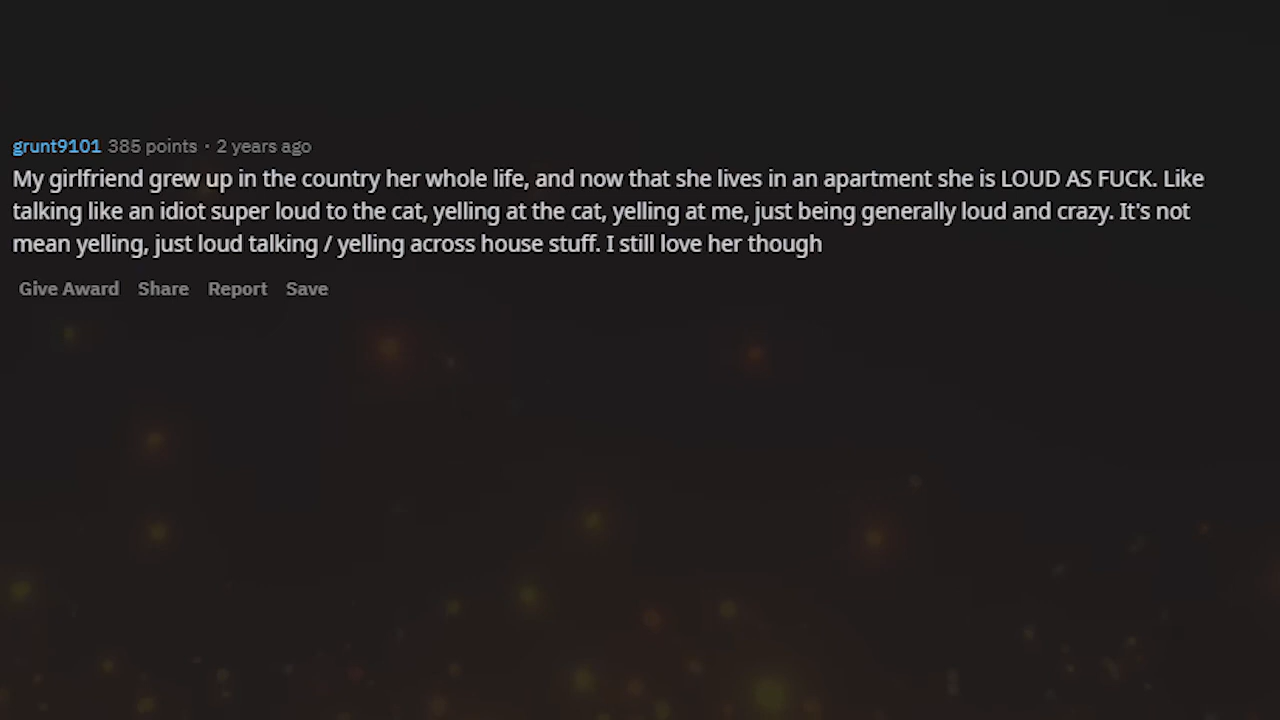 grunt9101 385 points · 2 years ago
My girlfriend grew up in the country her whole life, and now that she lives in an apartment she is LOUD AS FUCK. Like
talking like an idiot super loud to the cat, yelling at the cat, yelling at me, just being generally loud and crazy. It's not
mean yelling, just loud talking / yelling across house stuff. I still love her though
Give Award Share Report Save